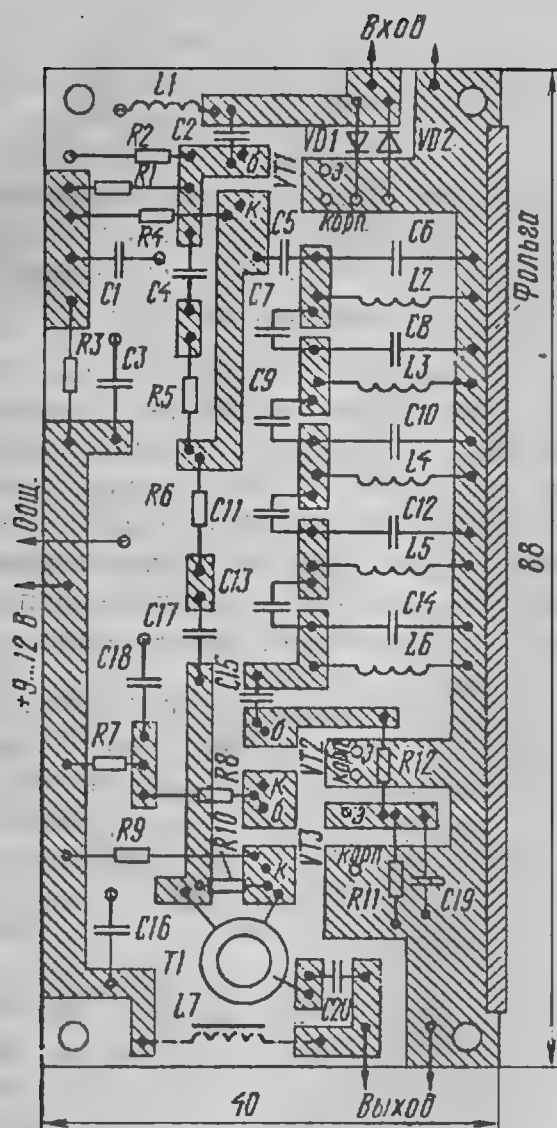 Вход
L1
C2
VD1
VD2
R2
R1
б
VT1
э
R4
К
корп.
C5
C6
C1
C4
C7
L2
Фольга
R3
C3
C8
C9
L3
R5
C10
R6
L4
C11
Общ.
C12
C13
L5
88
C17
+9...12 В
C14
C18
C15
L6
R7
б
VT2
корп
э
R12
R8
К
б
э
R9
R10
VT3
К
корп
R11
C19
C16
T1
L7
C20
40
Выход